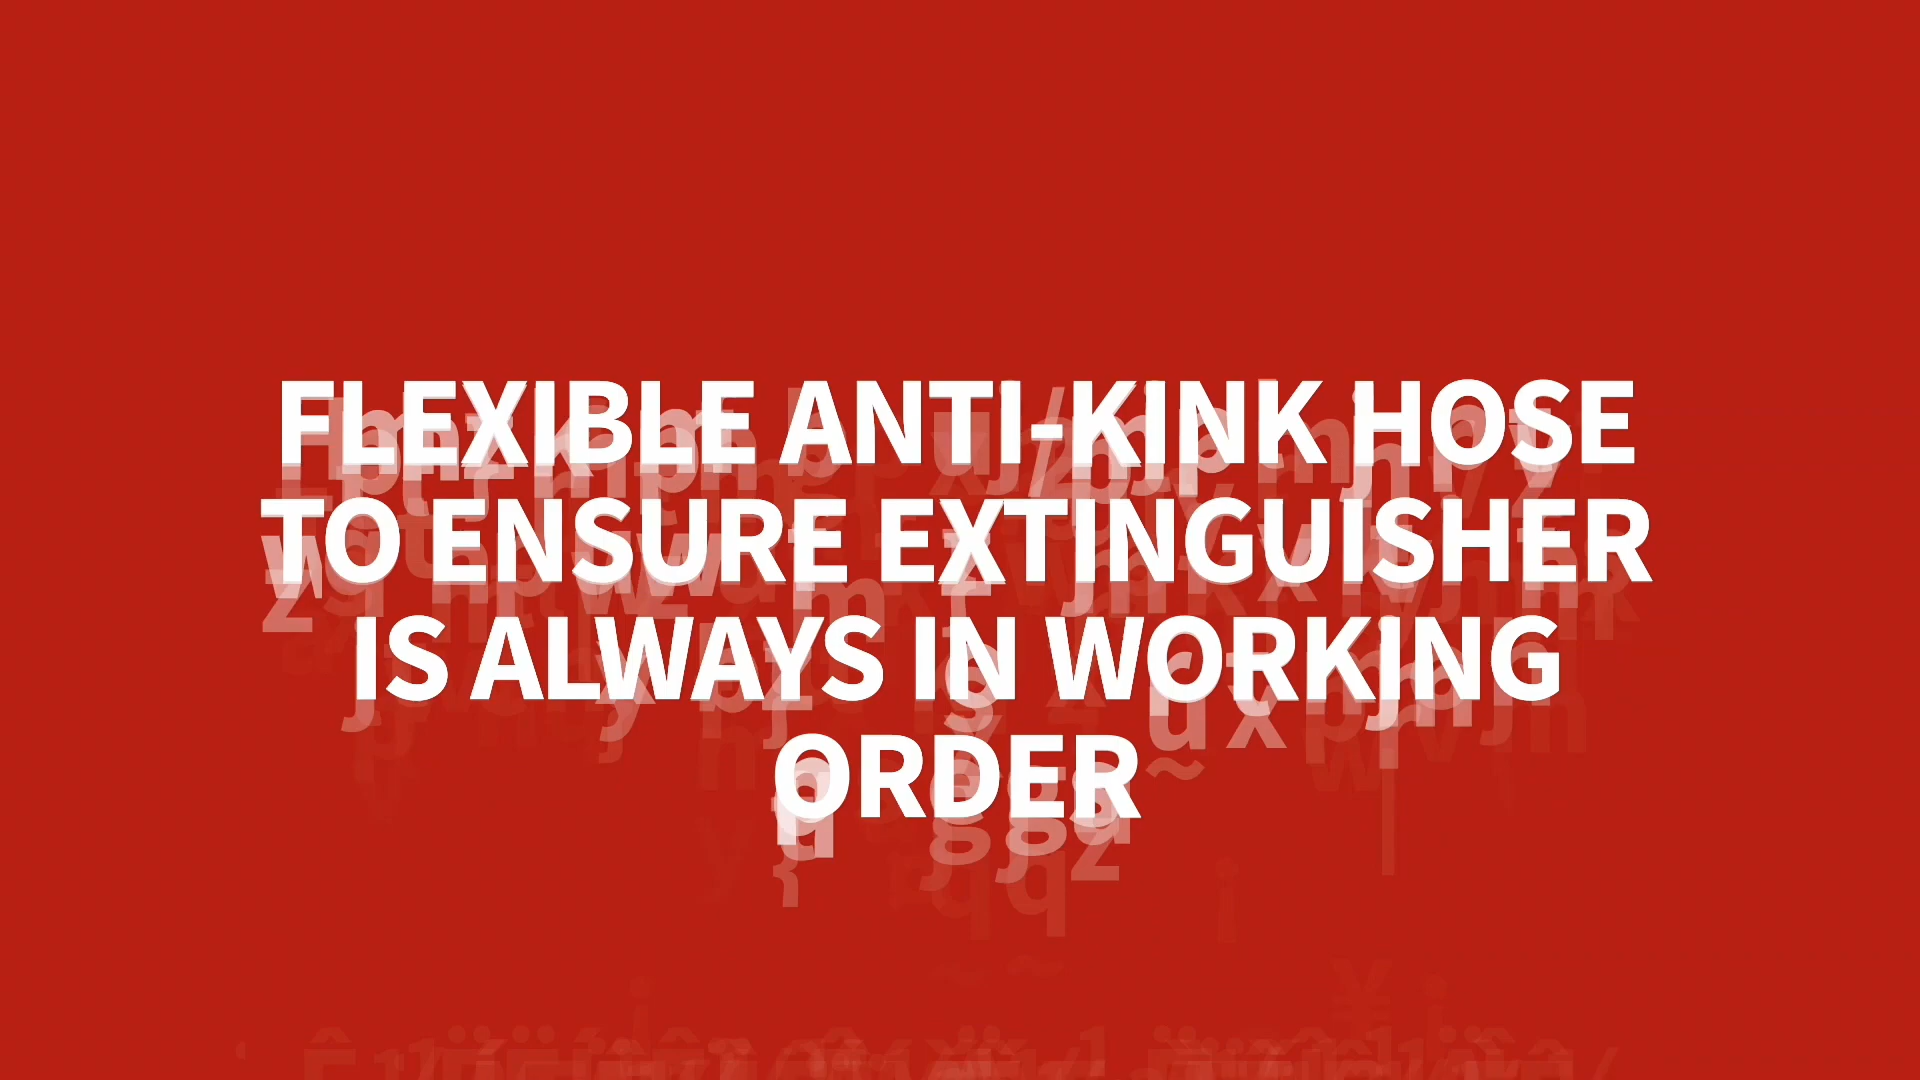 FLEXIBLE ANTI-KINK HOSE
TO ENSURE EXTINGUISHER
IS ALWAYS IN WORKING
ORDER